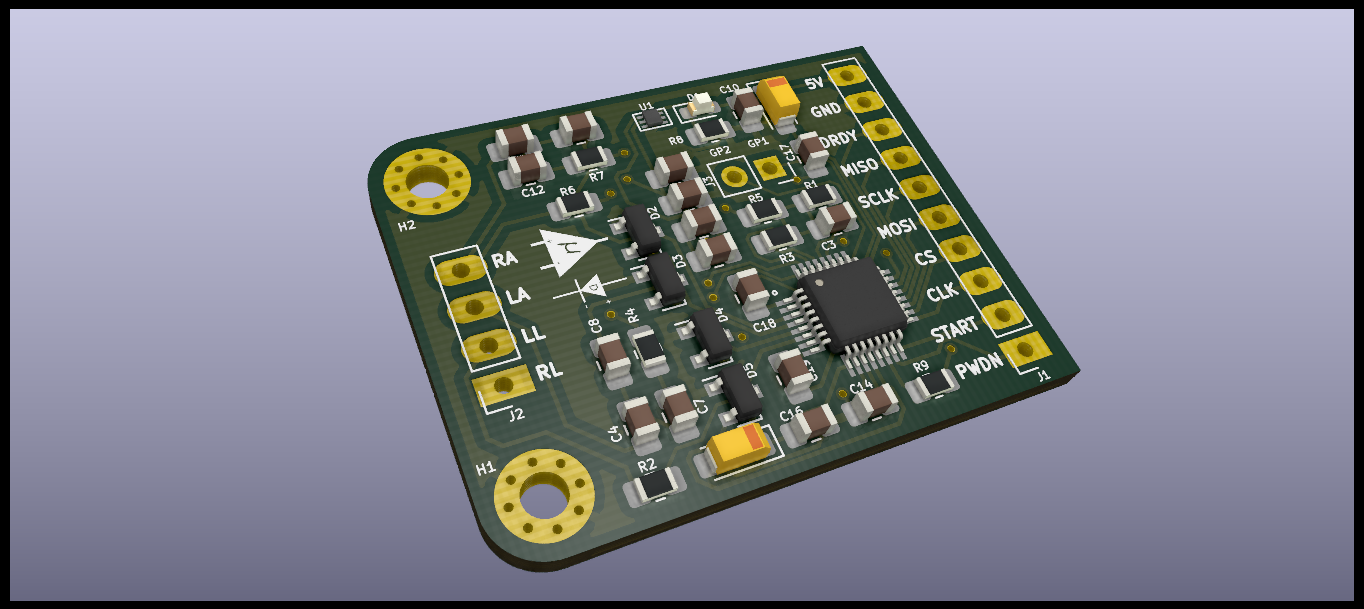 5V
GND
DRDY
MISO
SCLK
MOSI
CS
CLK
START
PWDN
J1
U1
C10
R8
GP2
GP1
C17
J3
R5
R1
R3
C3
C12
R7
R6
H2
D2
D3
D4
D5
μ
D
RA
LA
LL
RL
J2
H1
C8
R4
C4
C7
R2
C18
C16
C14
R9